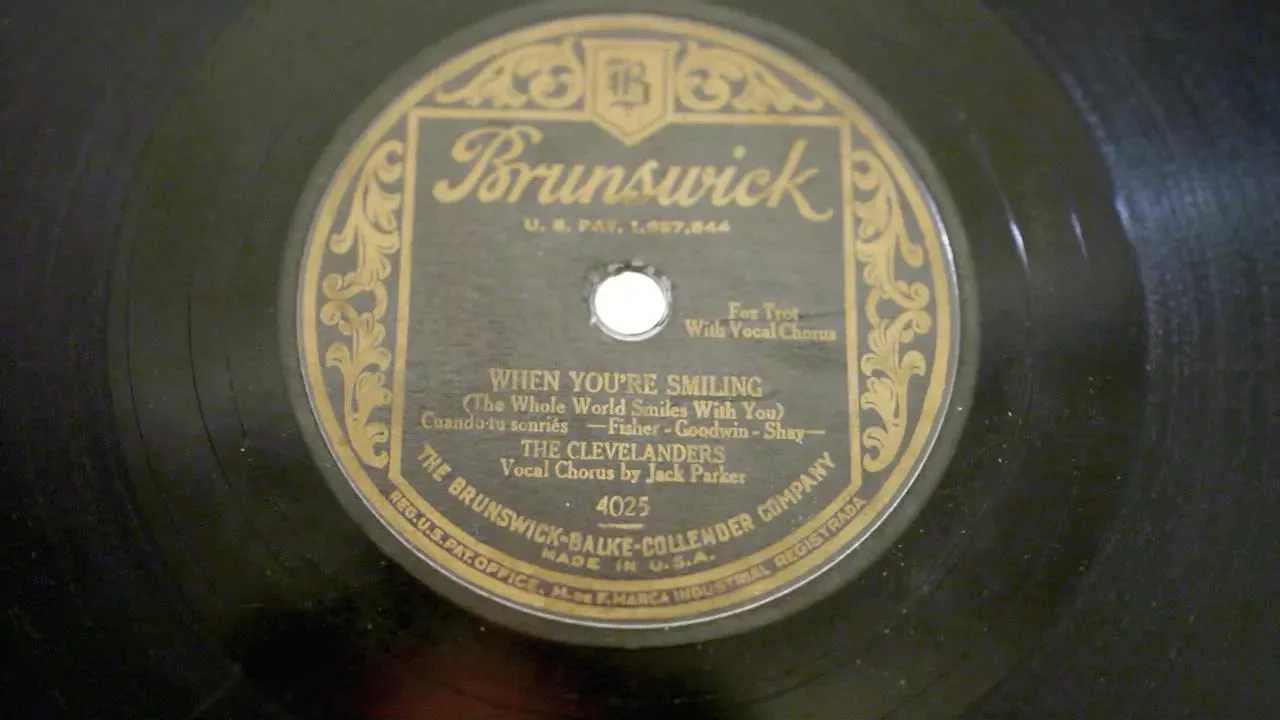 B
Brunswick
U. S. PAT. 1,637,544
Fox Trot
With Vocal Chorus
WHEN YOU'RE SMILING
(The Whole World Smiles With You)
Cuando tu sonriés —Fisher-Goodwin-Shay—
THE CLEVELANDERS
Vocal Chorus by Jack Parker
4025
THE BRUNSWICK-BALKE-COLLENDER COMPANY
MADE IN U.S.A.
REG.U.S.PAT.OFFICE. M-DE F.MARCA INDUSTRIAL REGISTRADA